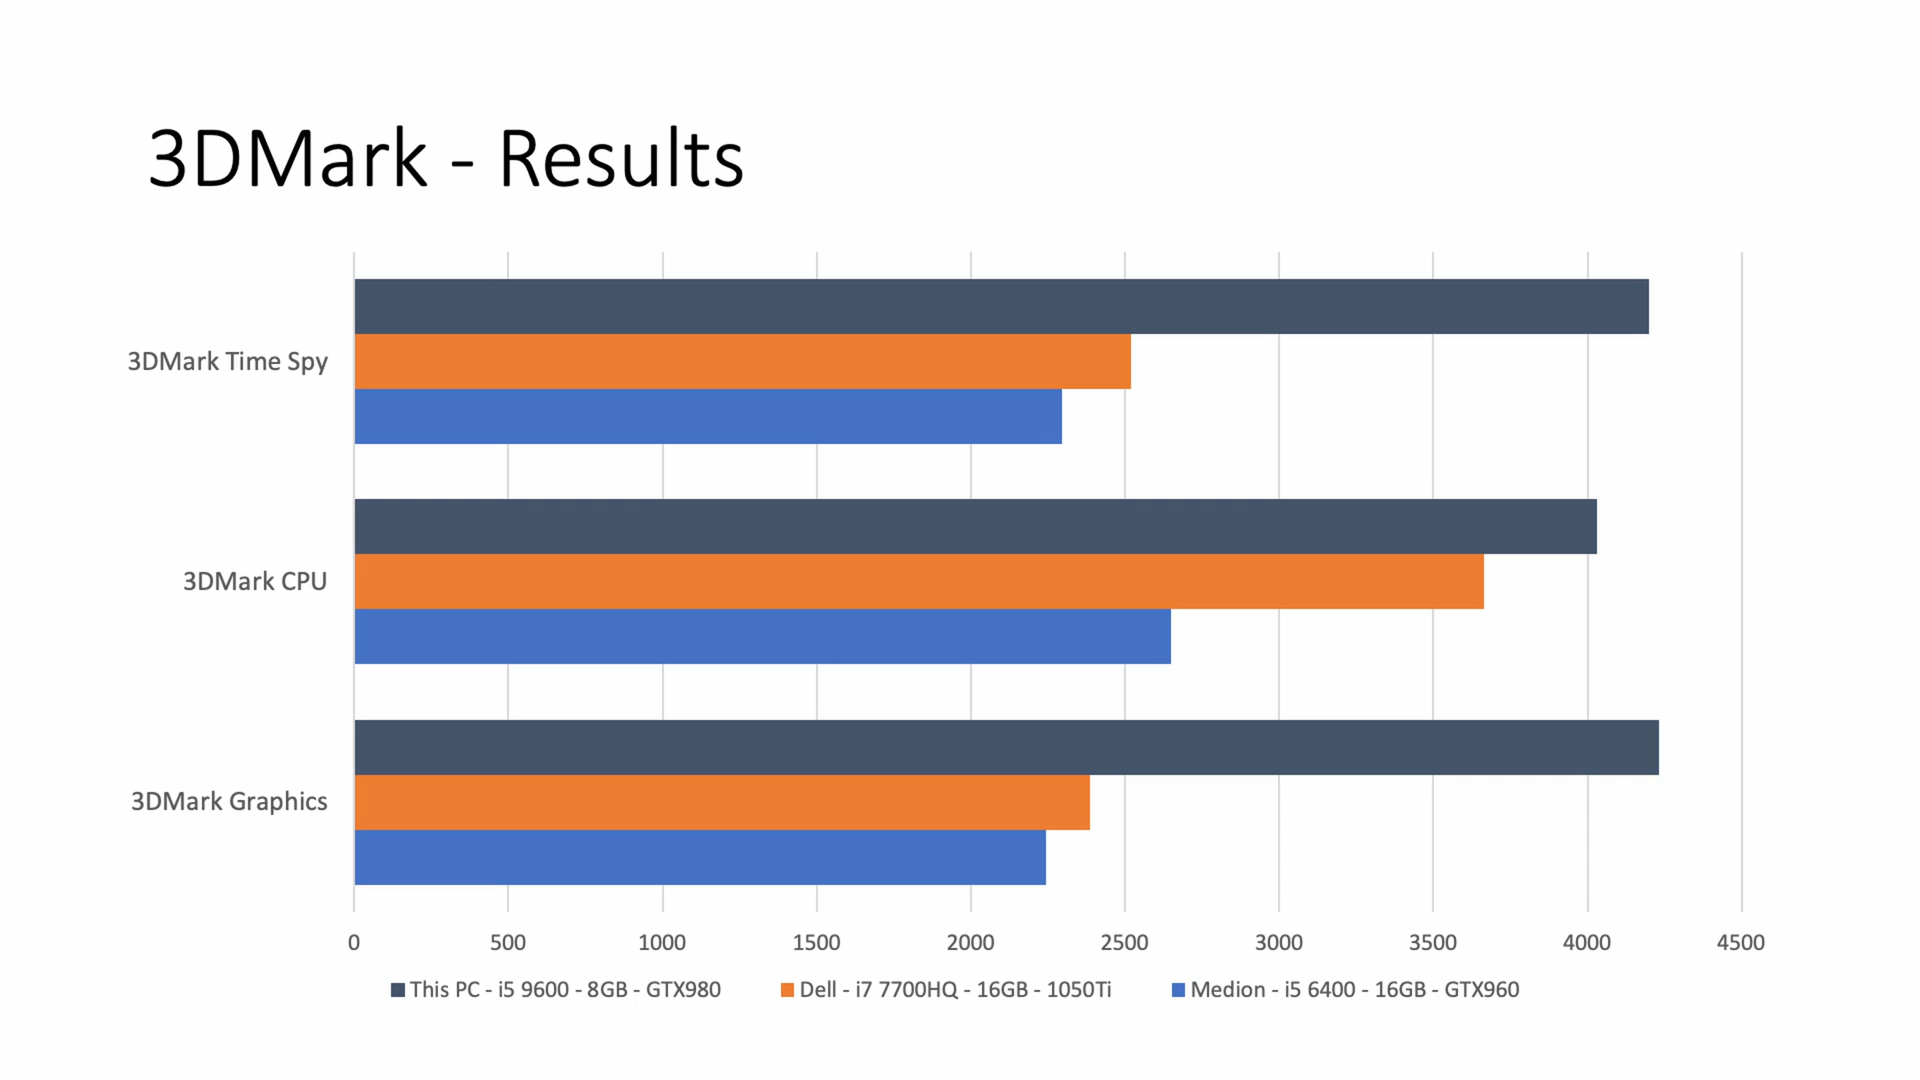 3DMark - Results
3DMark Time Spy
3DMark CPU
3DMark Graphics
0 500 1000 1500 2000 2500 3000 3500 4000 4500
This PC - i5 9600 - 8GB - GTX980 Dell - i7 7700HQ - 16GB - 1050Ti Medion - i5 6400 - 16GB - GTX960